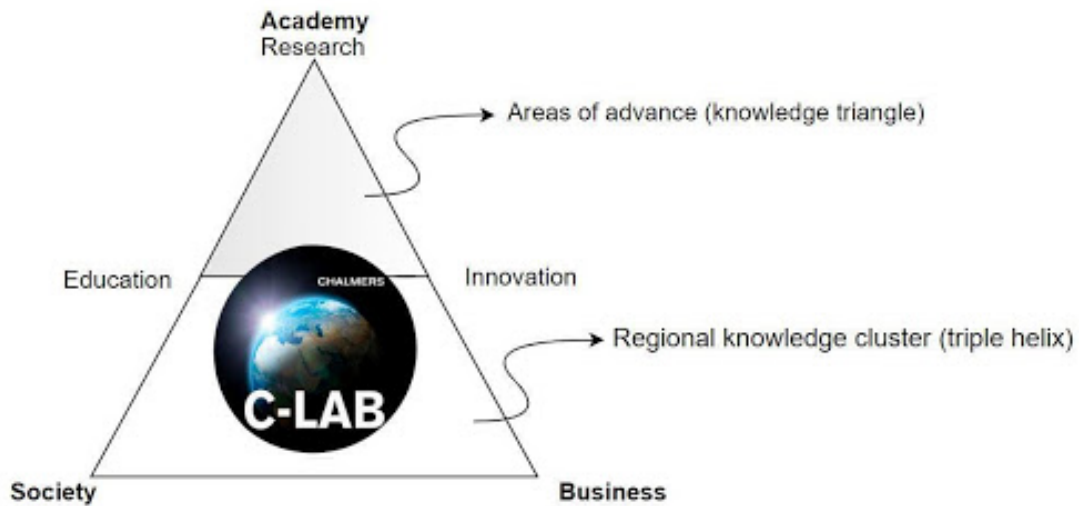 Academy
Research
Areas of advance (knowledge triangle)
Education
CHALMERS
Innovation
Regional knowledge cluster (triple helix)
C-LAB
Society
Business